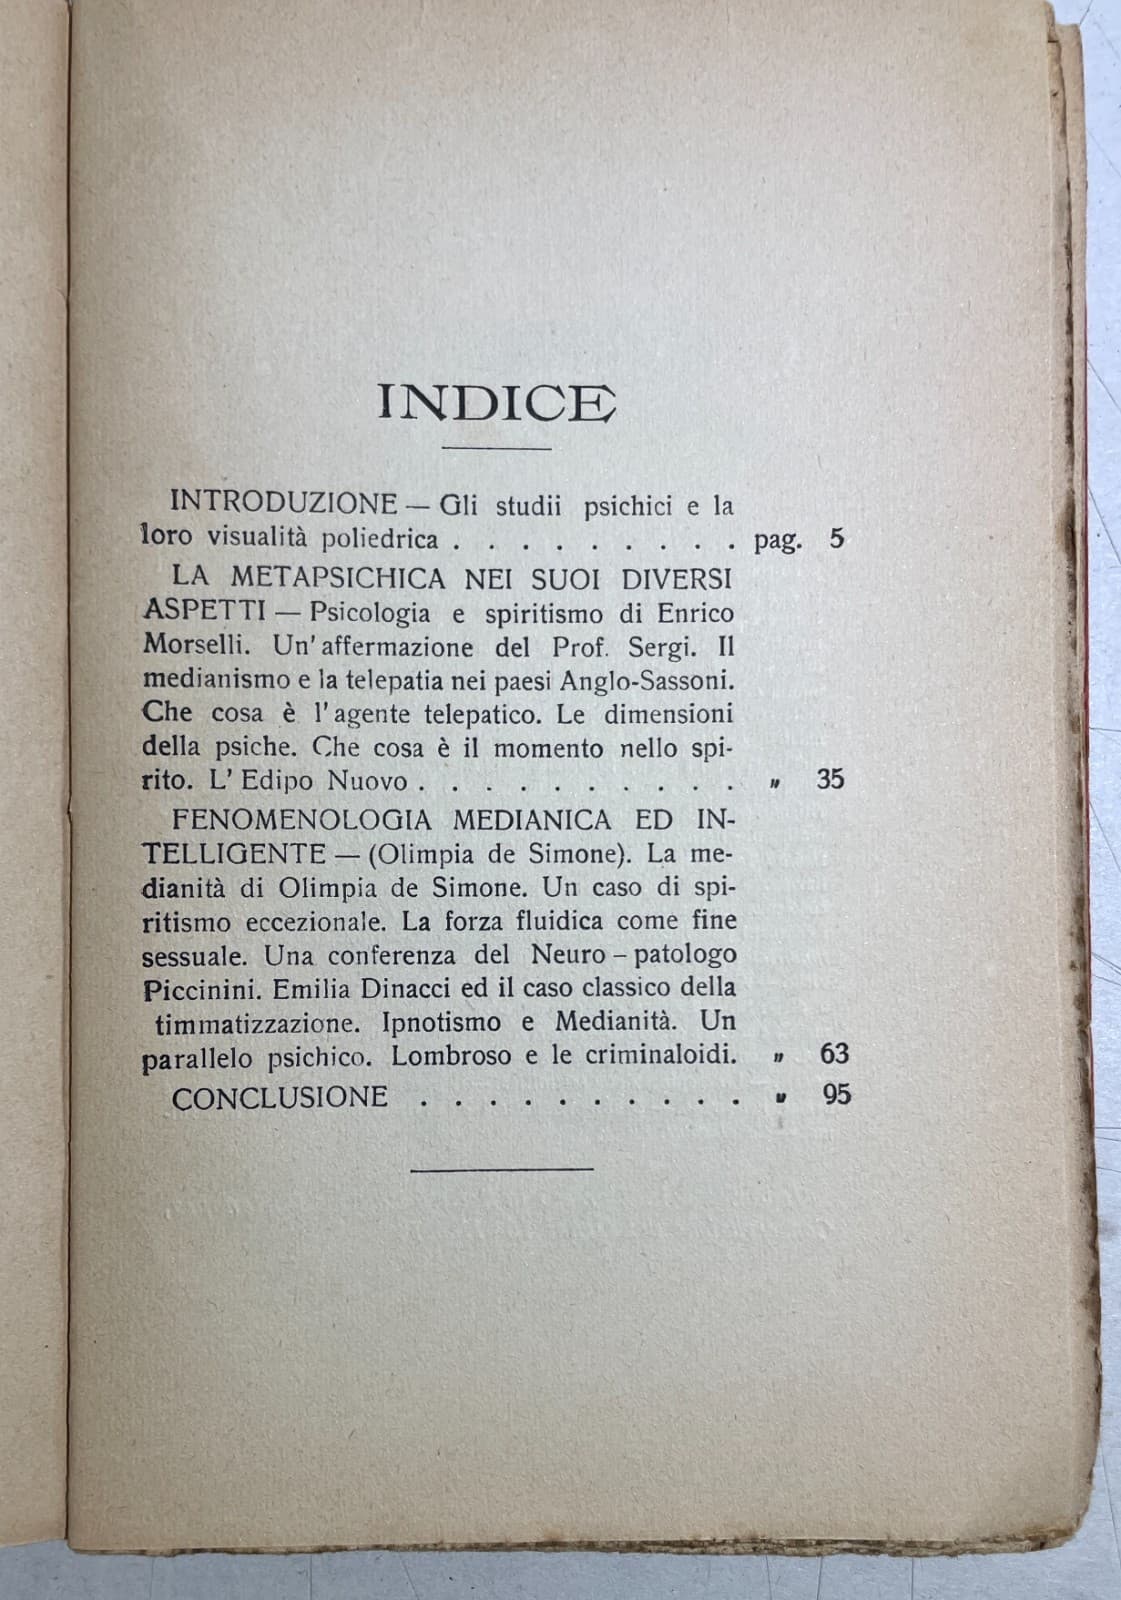 INDICE
INTRODUZIONE — Gli studii psichici e la
loro visualità poliedrica . . . . . . . . . pag. 5
LA METAPSICHICA NEI SUOI DIVERSI
ASPETTI — Psicologia e spiritismo di Enrico
Morselli. Un' affermazione del Prof. Sergi. Il
medianismo e la telepatia nei paesi Anglo-Sassoni.
Che cosa è l' agente telepatico. Le dimensioni
della psiche. Che cosa è il momento nello spi-
rito. L' Edipo Nuovo . . . . . . . . . . „ 35
FENOMENOLOGIA MEDIANICA ED IN-
TELLIGENTE — (Olimpia de Simone). La me-
dianità di Olimpia de Simone. Un caso di spi-
ritismo eccezionale. La forza fluidica come fine
sessuale. Una conferenza del Neuro – patologo
Piccinini. Emilia Dinacci ed il caso classico della
timmatizzazione. Ipnotismo e Medianità. Un
parallelo psichico. Lombroso e le criminaloidi. „ 63
CONCLUSIONE . . . . . . . . . . „ 95